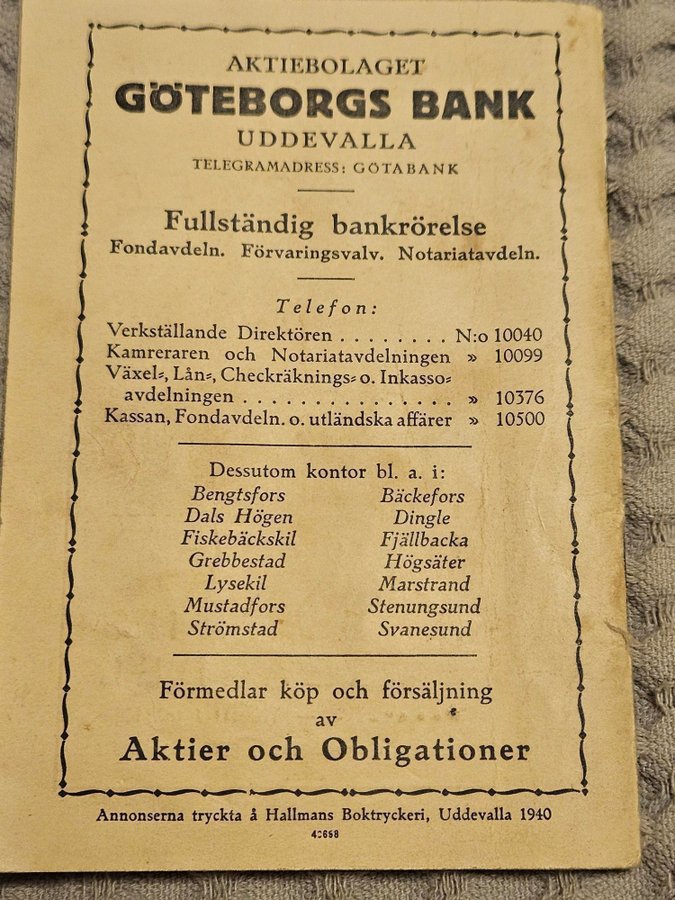 AKTIEBOLAGET
GÖTEBORGS BANK
UDDEVALLA
TELEGRAMADRESS: GÖTABANK
Fullständig bankrörelse
Fondavdeln. Förvaringsvalv. Notariatavdeln.
Telefon:
Verkställande Direktören . . . . . . . . N:o 10040
Kamreraren och Notariatavdelningen » 10099
Växel-, Lån-, Checkräknings- o. Inkasso-
avdelningen . . . . . . . . . . . . . . . » 10376
Kassan, Fondavdeln. o. utländska affärer » 10500
Dessutom kontor bl. a. i:
Bengtsfors Bäckefors
Dals Högen Dingle
Fiskebäckskil Fjällbacka
Grebbestad Högsäter
Lysekil Marstrand
Mustadfors Stenungsund
Strömstad Svanesund
Förmedlar köp och försäljning
av
Aktier och Obligationer
Annonserna tryckta å Hallmans Boktryckeri, Uddevalla 1940